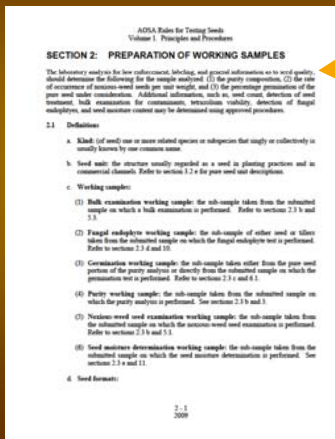 AOSA Rules for Testing Seeds
Volume 1. Principles and Procedures
SECTION 2: PREPARATION OF WORKING SAMPLES
The laboratory analysis for law enforcement, labeling, and general information as to seed quality,
should determine the following for the sample analyzed: (1) the purity composition, (2) the rate
of occurrence of noxious-weed seeds per unit weight, and (3) the percentage germination of the
pure seed under consideration. Additional information, such as, seed count, detection of seed
treatment, bulk examination for contaminants, tetrazolium viability, detection of fungal
endophytes, and seed moisture content may be determined using approved procedures.
2.1 Definitions
a. Kind: (of seed) one or more related species or subspecies that singly or collectively is
usually known by one common name.
b. Seed unit: the structure usually regarded as a seed in planting practices and in
commercial channels. Refer to section 3.2 e for pure seed unit descriptions.
c. Working samples:
(1) Bulk examination working sample: the sub-sample taken from the submitted
sample on which a bulk examination is performed. Refer to sections 2.3 b and
5.3.
(2) Fungal endophyte working sample: the sub-sample of either seed or tillers
taken from the submitted sample on which the fungal endophyte test is performed.
Refer to sections 2.3 d and 10.
(3) Germination working sample: the sub-sample taken either from the pure seed
portion of the purity analysis or directly from the submitted sample on which the
germination test is performed. Refer to sections 2.3 c and 6.1.
(4) Purity working sample: the sub-sample taken from the submitted sample on
which the purity analysis is performed. See sections 2.3 b and 3.
(5) Noxious-weed seed examination working sample: the sub-sample taken from
the submitted sample on which the noxious-weed seed examination is performed.
Refer to sections 2.3 b and 5.1.
(6) Seed moisture determination working sample: the sub-sample taken from the
submitted sample on which the seed moisture determination is performed. See
sections 2.3 e and 11.
d. Seed formats:
2 - 1
2009